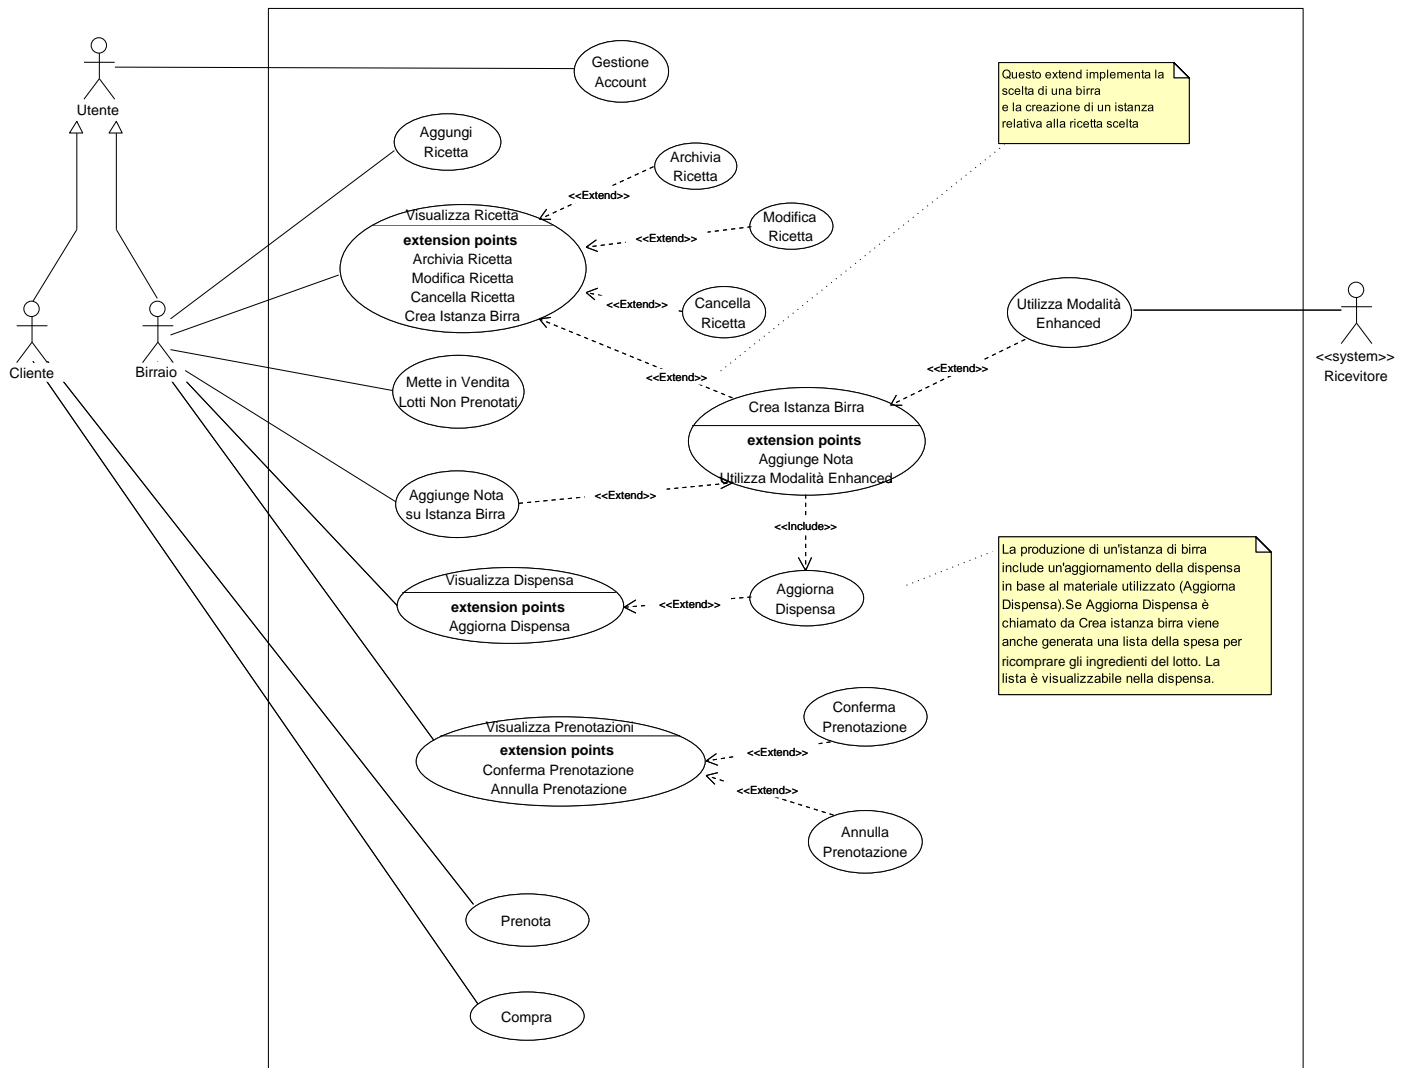 Utente
Gestione
Account
Questo extend implementa la
scelta di una birra
e la creazione di un istanza
relativa alla ricetta scelta
Aggungi
Ricetta
Archivia
Ricetta
<<Extend>>
Visualizza Ricetta
extension points
Archivia Ricetta
Modifica Ricetta
Cancella Ricetta
Crea Istanza Birra
Modifica
Ricetta
<<Extend>>
Cancella
Ricetta
<<Extend>>
Utilizza Modalità
Enhanced
<<system>>
Ricevitore
Cliente
Birraio
Mette in Vendita
Lotti Non Prenotati
<<Extend>>
<<Extend>>
Crea Istanza Birra
extension points
Aggiunge Nota
Utilizza Modalità Enhanced
Aggiunge Nota
su Istanza Birra
<<Extend>>
<<Include>>
La produzione di un'istanza di birra
include un'aggiornamento della dispensa
in base al materiale utilizzato (Aggiorna
Dispensa).Se Aggiorna Dispensa è
chiamato da Crea istanza birra viene
anche generata una lista della spesa per
ricomprare gli ingredienti del lotto. La
lista è visualizzabile nella dispensa.
Visualizza Dispensa
extension points
Aggiorna Dispensa
<<Extend>>
Aggiorna
Dispensa
Visualizza Prenotazioni
extension points
Conferma Prenotazione
Annulla Prenotazione
Conferma
Prenotazione
<<Extend>>
<<Extend>>
Annulla
Prenotazione
Prenota
Compra